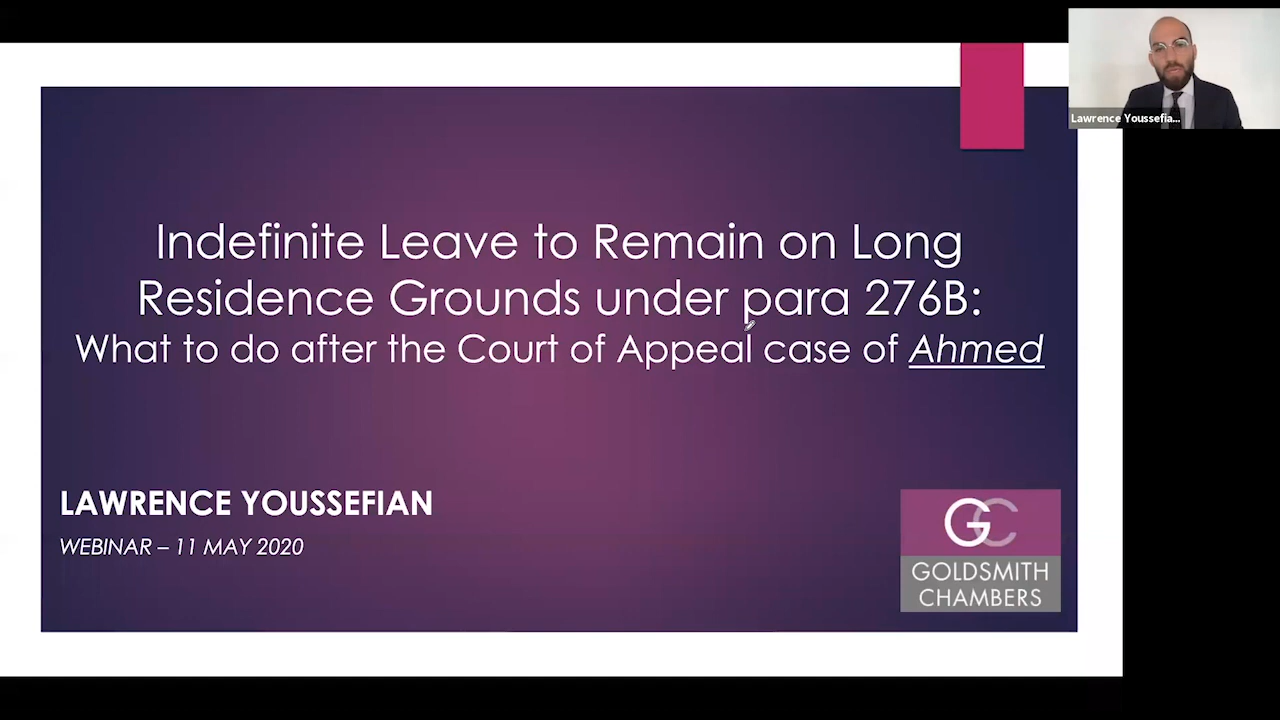 Lawrence Youssefia...
Indefinite Leave to Remain on Long
Residence Grounds under para 276B:
What to do after the Court of Appeal case of Ahmed
LAWRENCE YOUSSEFIAN
WEBINAR – 11 MAY 2020
GC
GOLDSMITH
CHAMBERS